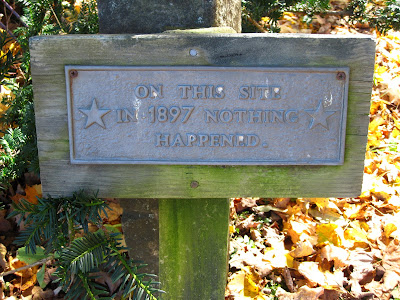 ON THIS SITE
IN 1897 NOTHING
HAPPENED.